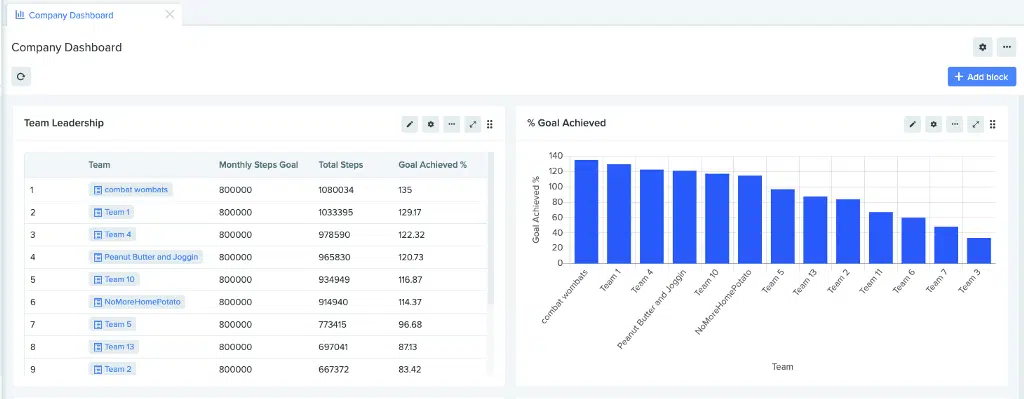 Company Dashboard
Company Dashboard
Add block
Team Leadership
Team Monthly Steps Goal Total Steps Goal Achieved %
1 combat wombats 800000 1080034 135
2 Team 1 800000 1033395 129.17
3 Team 4 800000 978590 122.32
4 Peanut Butter and Joggin 800000 965830 120.73
5 Team 10 800000 934949 116.87
6 NoMoreHomePotato 800000 914940 114.37
7 Team 5 800000 773415 96.68
8 Team 13 800000 697041 87.13
9 Team 2 800000 667372 83.42
% Goal Achieved
Goal Achieved %
140
120
100
80
60
40
20
0
combat wombats
Team 1
Team 4
Peanut Butter and Joggin
Team 10
NoMoreHomePotato
Team 5
Team 13
Team 2
Team 11
Team 6
Team 7
Team 3
Team